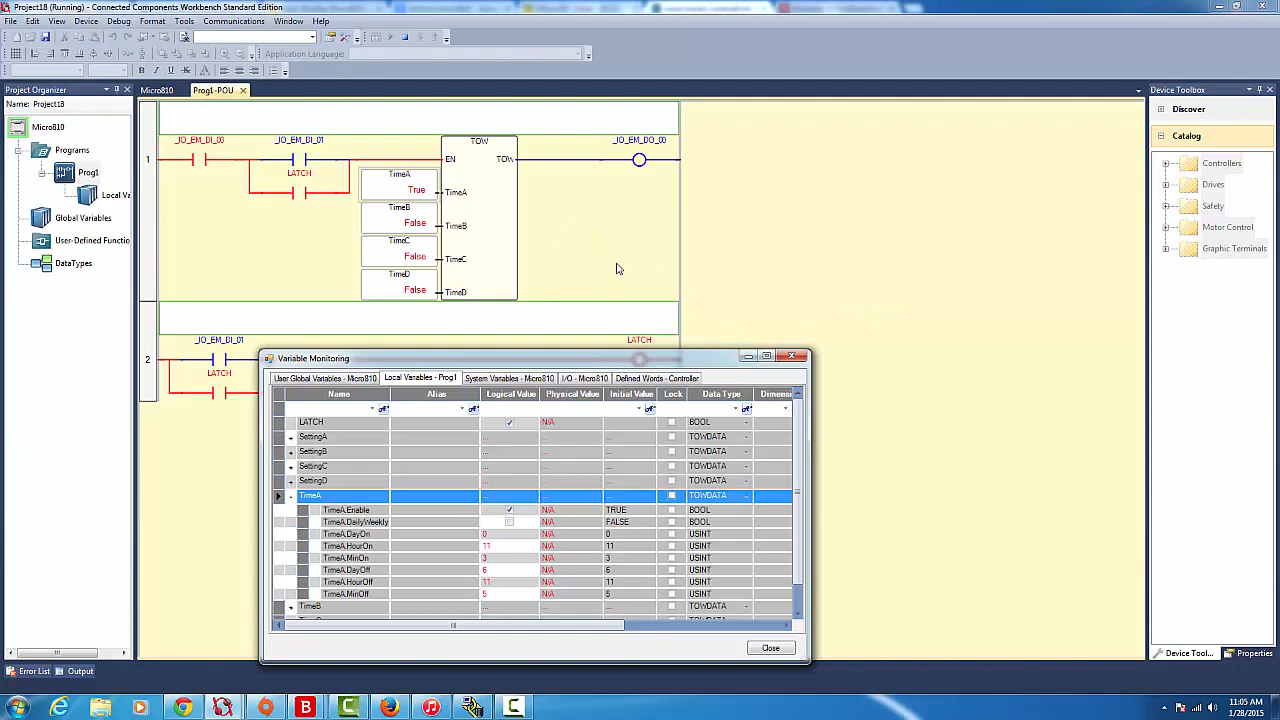 Project18 (Running) - Connected Components Workbench Standard Edition
File Edit View Device Debug Format Tools Communications Window Help
Application Language:
Project Organizer
Name: Project18
Micro810
Programs
Prog1
Local Va
Global Variables
User-Defined Functio
DataTypes
Micro810 Prog1-POU
1
_IO_EM_DI_00 _IO_EM_DI_01 TOW _IO_EM_DO_00
EN TOW
LATCH
TimeA
True TimeA
TimeB
False TimeB
TimeC
False TimeC
TimeD
False TimeD
2
_IO_EM_DI_01 LATCH
LATCH
Variable Monitoring
User Global Variables - Micro810 Local Variables - Prog1 System Variables - Micro810 I/O - Micro810 Defined Words - Controller
Name Alias Logical Value Physical Value Initial Value Lock Data Type Dimens
LATCH N/A BOOL
SettingA ... ... ... TOWDATA
SettingB ... ... ... TOWDATA
SettingC ... ... ... TOWDATA
SettingD ... ... ... TOWDATA
TimeA ... ... ... TOWDATA
TimeA.Enable N/A TRUE BOOL
TimeA.DailyWeekly N/A FALSE BOOL
TimeA.DayOn 0 N/A 0 USINT
TimeA.HourOn 11 N/A 11 USINT
TimeA.MinOn 3 N/A 3 USINT
TimeA.DayOff 6 N/A 6 USINT
TimeA.HourOff 11 N/A 11 USINT
TimeA.MinOff 5 N/A 5 USINT
TimeB ... ... ... TOWDATA
Close
Device Toolbox
Discover
Catalog
Controllers
Drives
Safety
Motor Control
Graphic Terminals
Device Tool... Properties
Error List Output
11:05 AM
1/28/2015